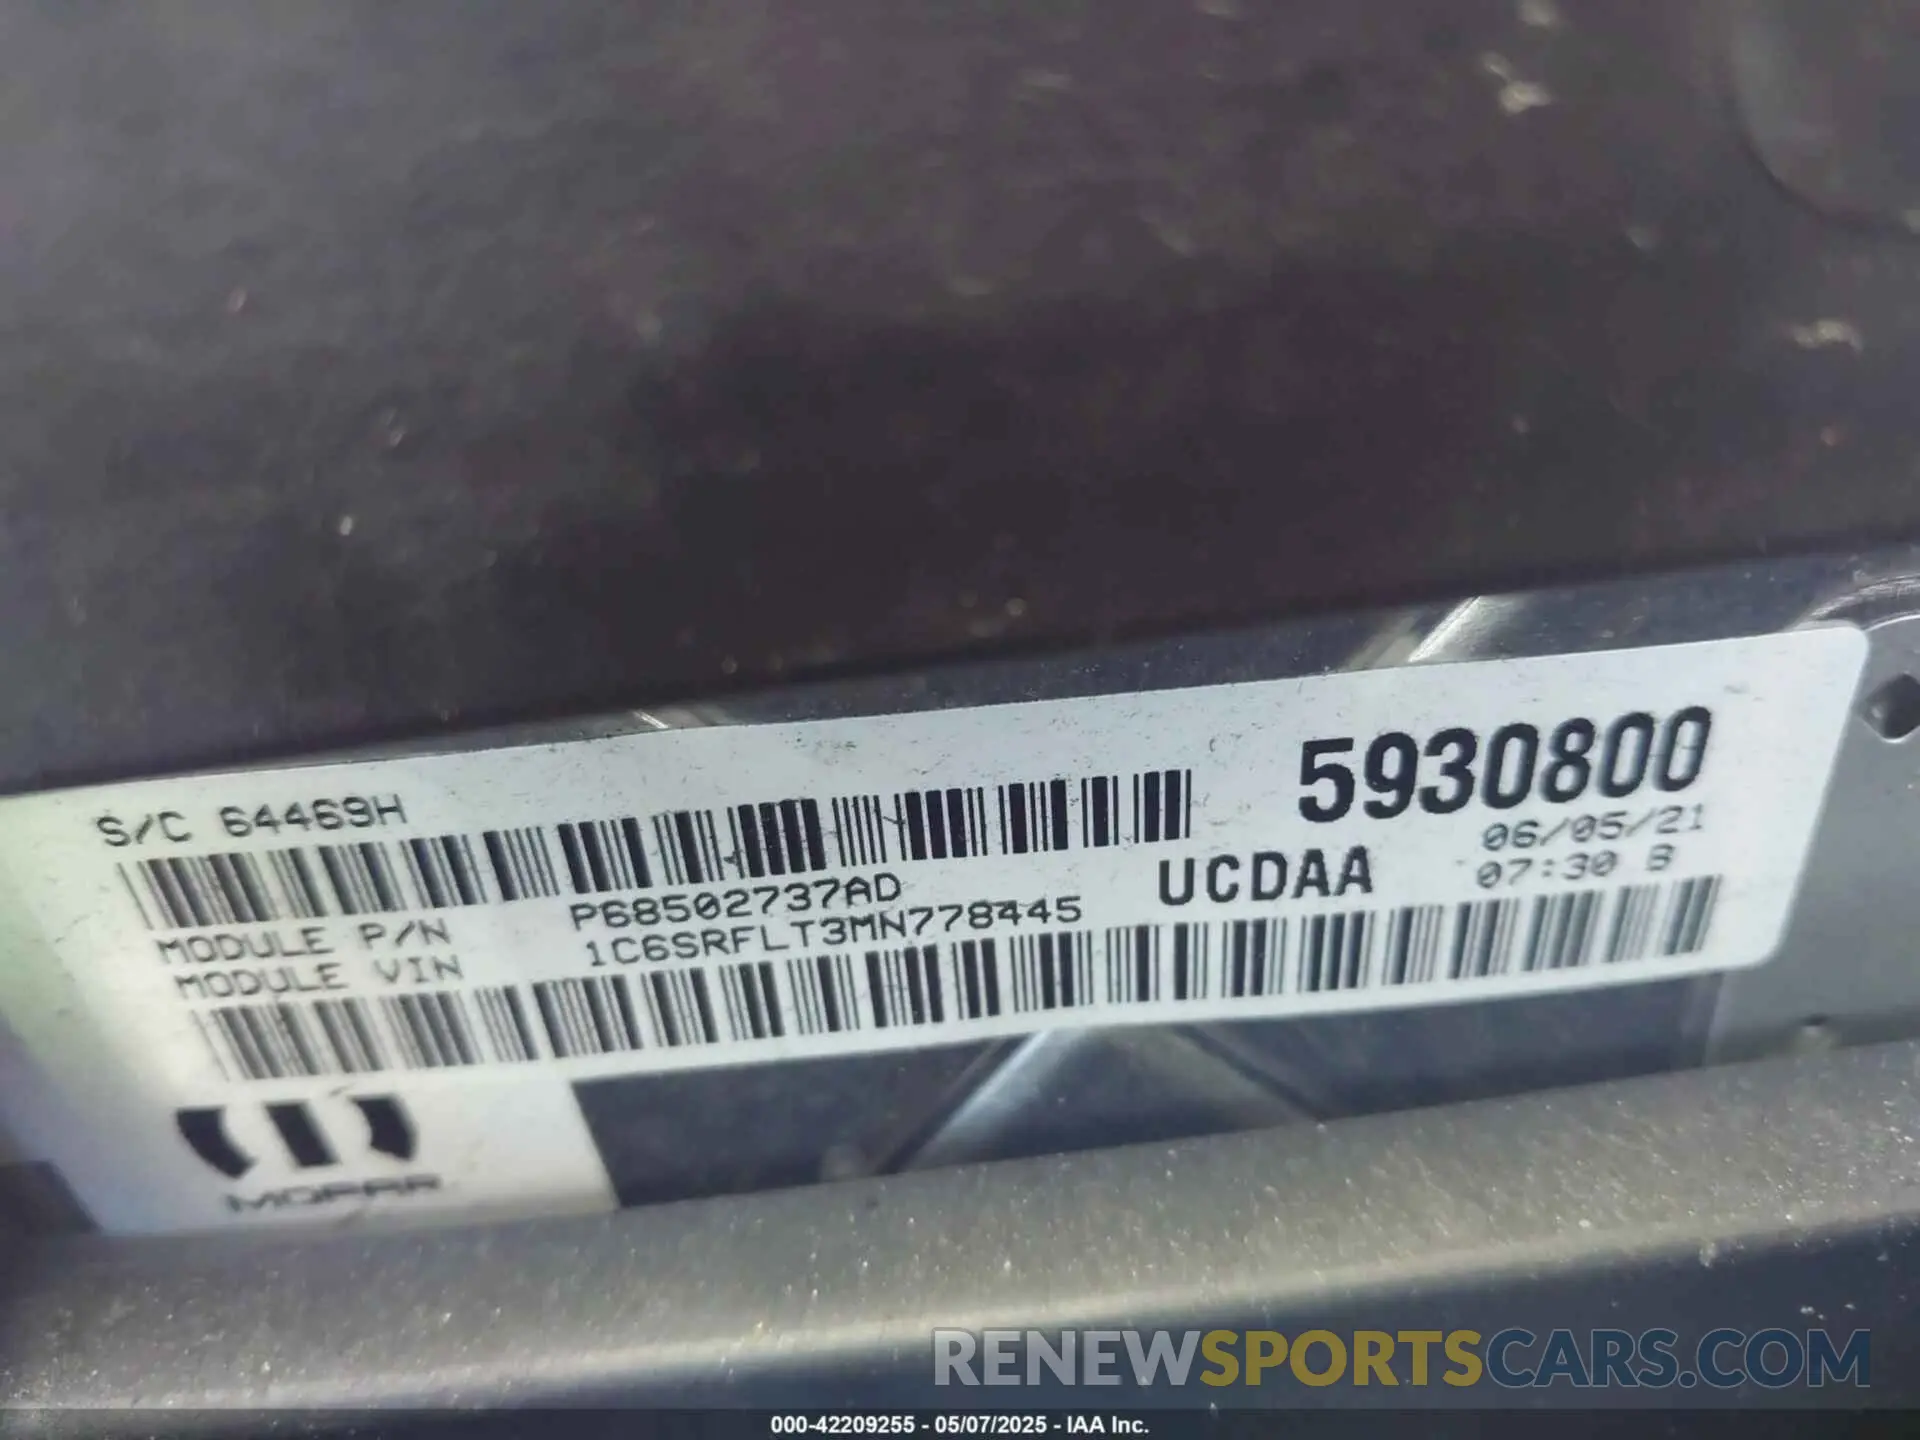 S/C 64469H
5930800
06/05/21
UCDAA
07:30 B
MODULE P/N P68502737AD
MODULE VIN 1C6SRFLT3MN778445
MOPAR
RENEWSPORTSCARS.COM
000-42209255 - 05/07/2025 - IAA Inc.